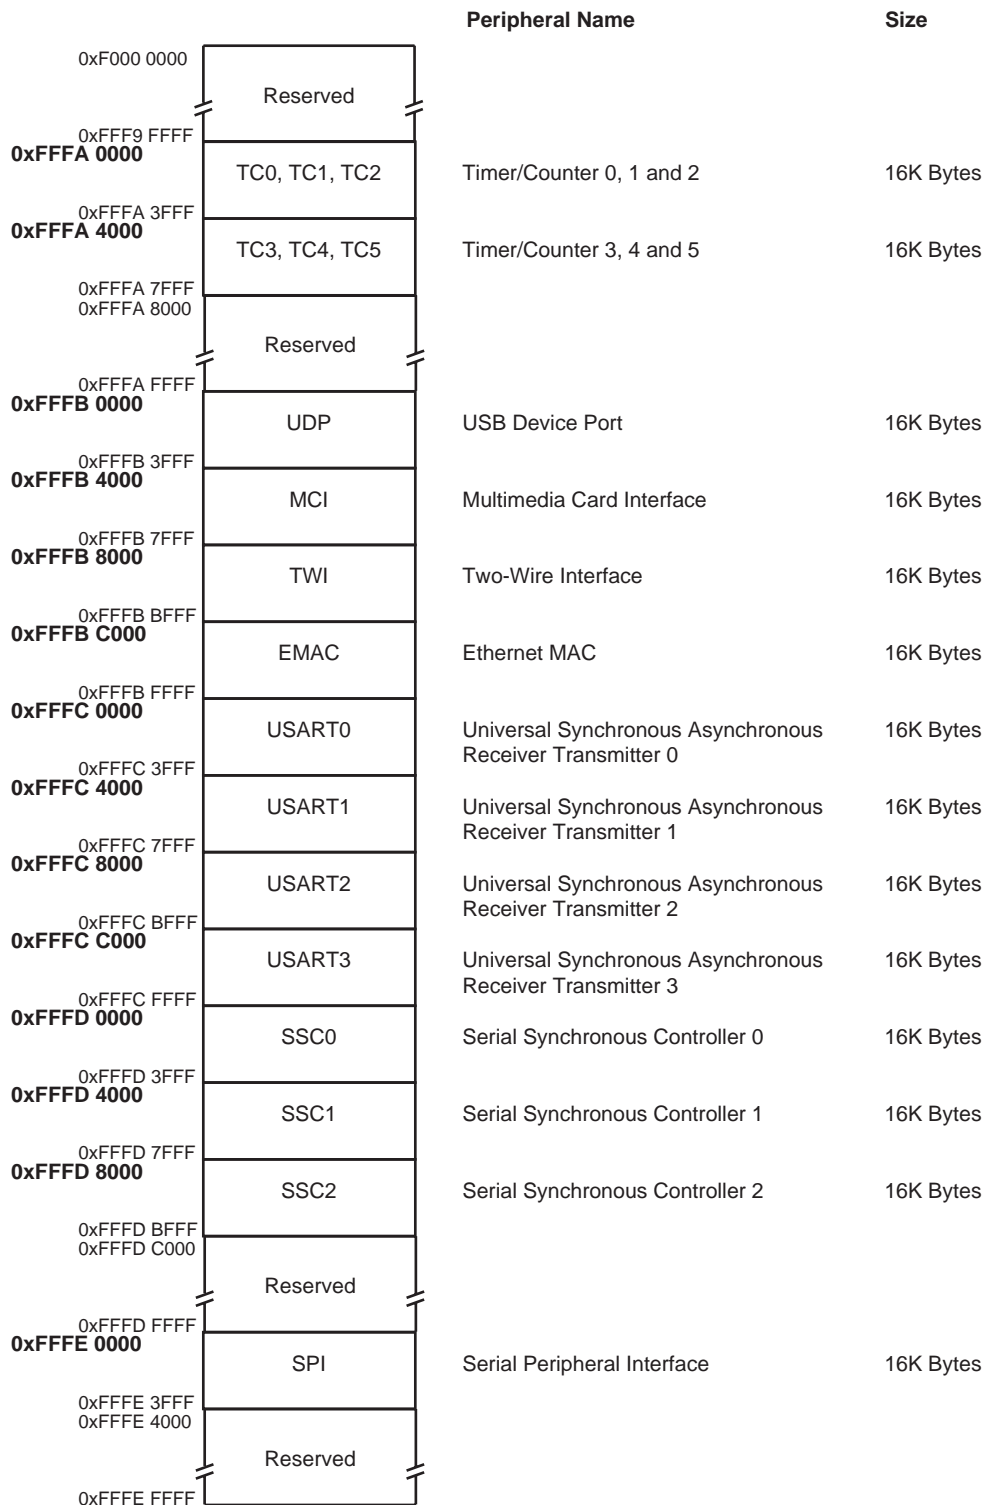 Peripheral Name Size
0xF000 0000
Reserved
0xFFF9 FFFF
0xFFFA 0000
TC0, TC1, TC2 Timer/Counter 0, 1 and 2 16K Bytes
0xFFFA 3FFF
0xFFFA 4000
TC3, TC4, TC5 Timer/Counter 3, 4 and 5 16K Bytes
0xFFFA 7FFF
0xFFFA 8000
Reserved
0xFFFA FFFF
0xFFFB 0000
UDP USB Device Port 16K Bytes
0xFFFB 3FFF
0xFFFB 4000
MCI Multimedia Card Interface 16K Bytes
0xFFFB 7FFF
0xFFFB 8000
TWI Two-Wire Interface 16K Bytes
0xFFFB BFFF
0xFFFB C000
EMAC Ethernet MAC 16K Bytes
0xFFFB FFFF
0xFFFC 0000
USART0 Universal Synchronous Asynchronous 16K Bytes
Receiver Transmitter 0
0xFFFC 3FFF
0xFFFC 4000
USART1 Universal Synchronous Asynchronous 16K Bytes
Receiver Transmitter 1
0xFFFC 7FFF
0xFFFC 8000
USART2 Universal Synchronous Asynchronous 16K Bytes
Receiver Transmitter 2
0xFFFC BFFF
0xFFFC C000
USART3 Universal Synchronous Asynchronous 16K Bytes
Receiver Transmitter 3
0xFFFC FFFF
0xFFFD 0000
SSC0 Serial Synchronous Controller 0 16K Bytes
0xFFFD 3FFF
0xFFFD 4000
SSC1 Serial Synchronous Controller 1 16K Bytes
0xFFFD 7FFF
0xFFFD 8000
SSC2 Serial Synchronous Controller 2 16K Bytes
0xFFFD BFFF
0xFFFD C000
Reserved
0xFFFD FFFF
0xFFFE 0000
SPI Serial Peripheral Interface 16K Bytes
0xFFFE 3FFF
0xFFFE 4000
Reserved
0xFFFE FFFF